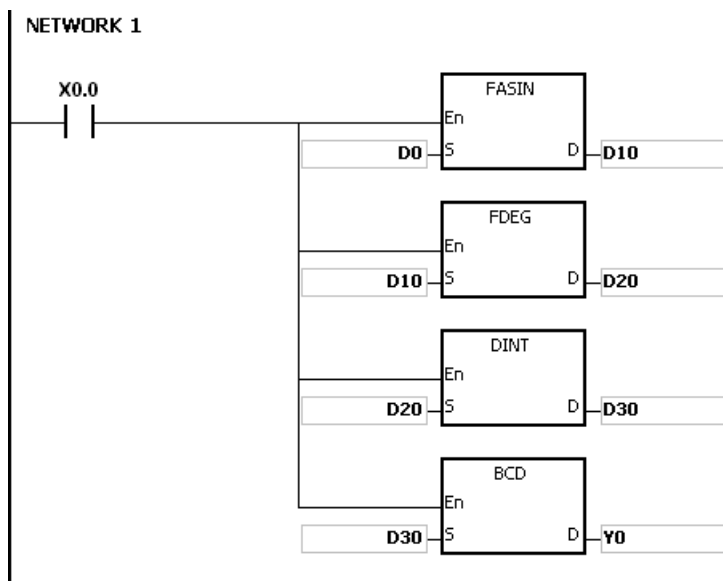 NETWORK 1
X0.0
FASIN
En
D0 S D D10
FDEG
En
D10 S D D20
DINT
En
D20 S D D30
BCD
En
D30 S D Y0